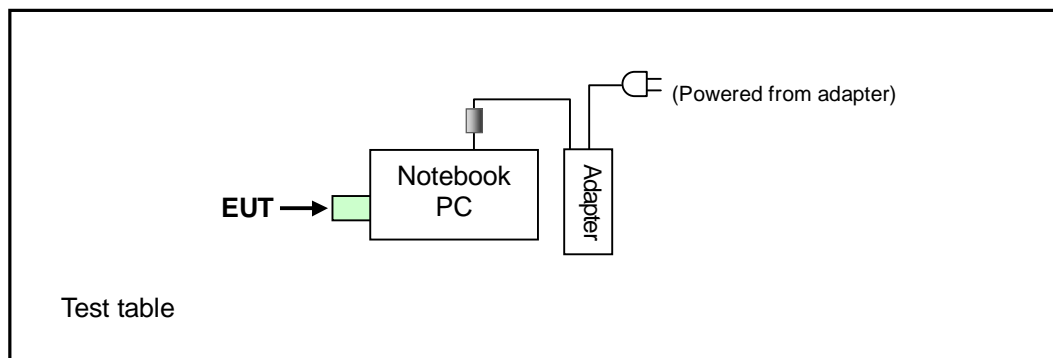 (Powered from adapter)
Notebook
PC
Adapter
EUT
Test table